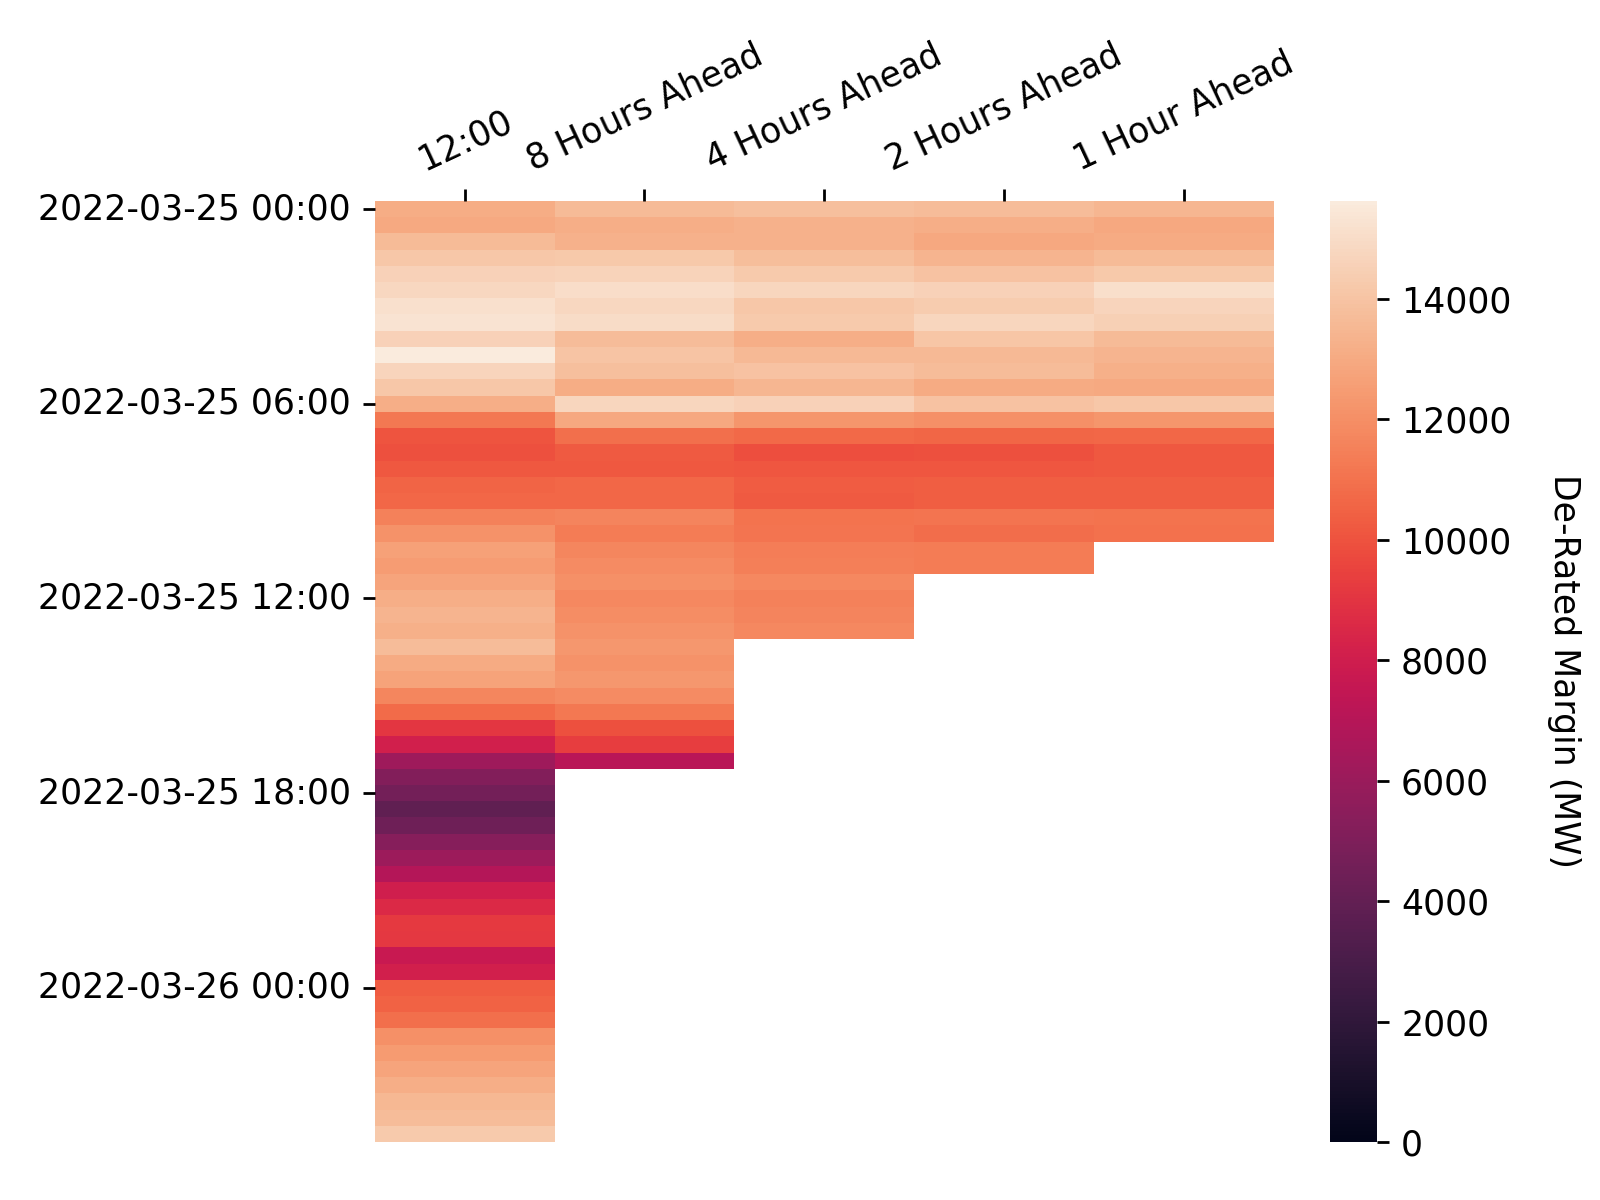 12:00
8 Hours Ahead
4 Hours Ahead
2 Hours Ahead
1 Hour Ahead
2022-03-25 00:00
2022-03-25 06:00
2022-03-25 12:00
2022-03-25 18:00
2022-03-26 00:00
14000
12000
10000
8000
6000
4000
2000
0
De-Rated Margin (MW)